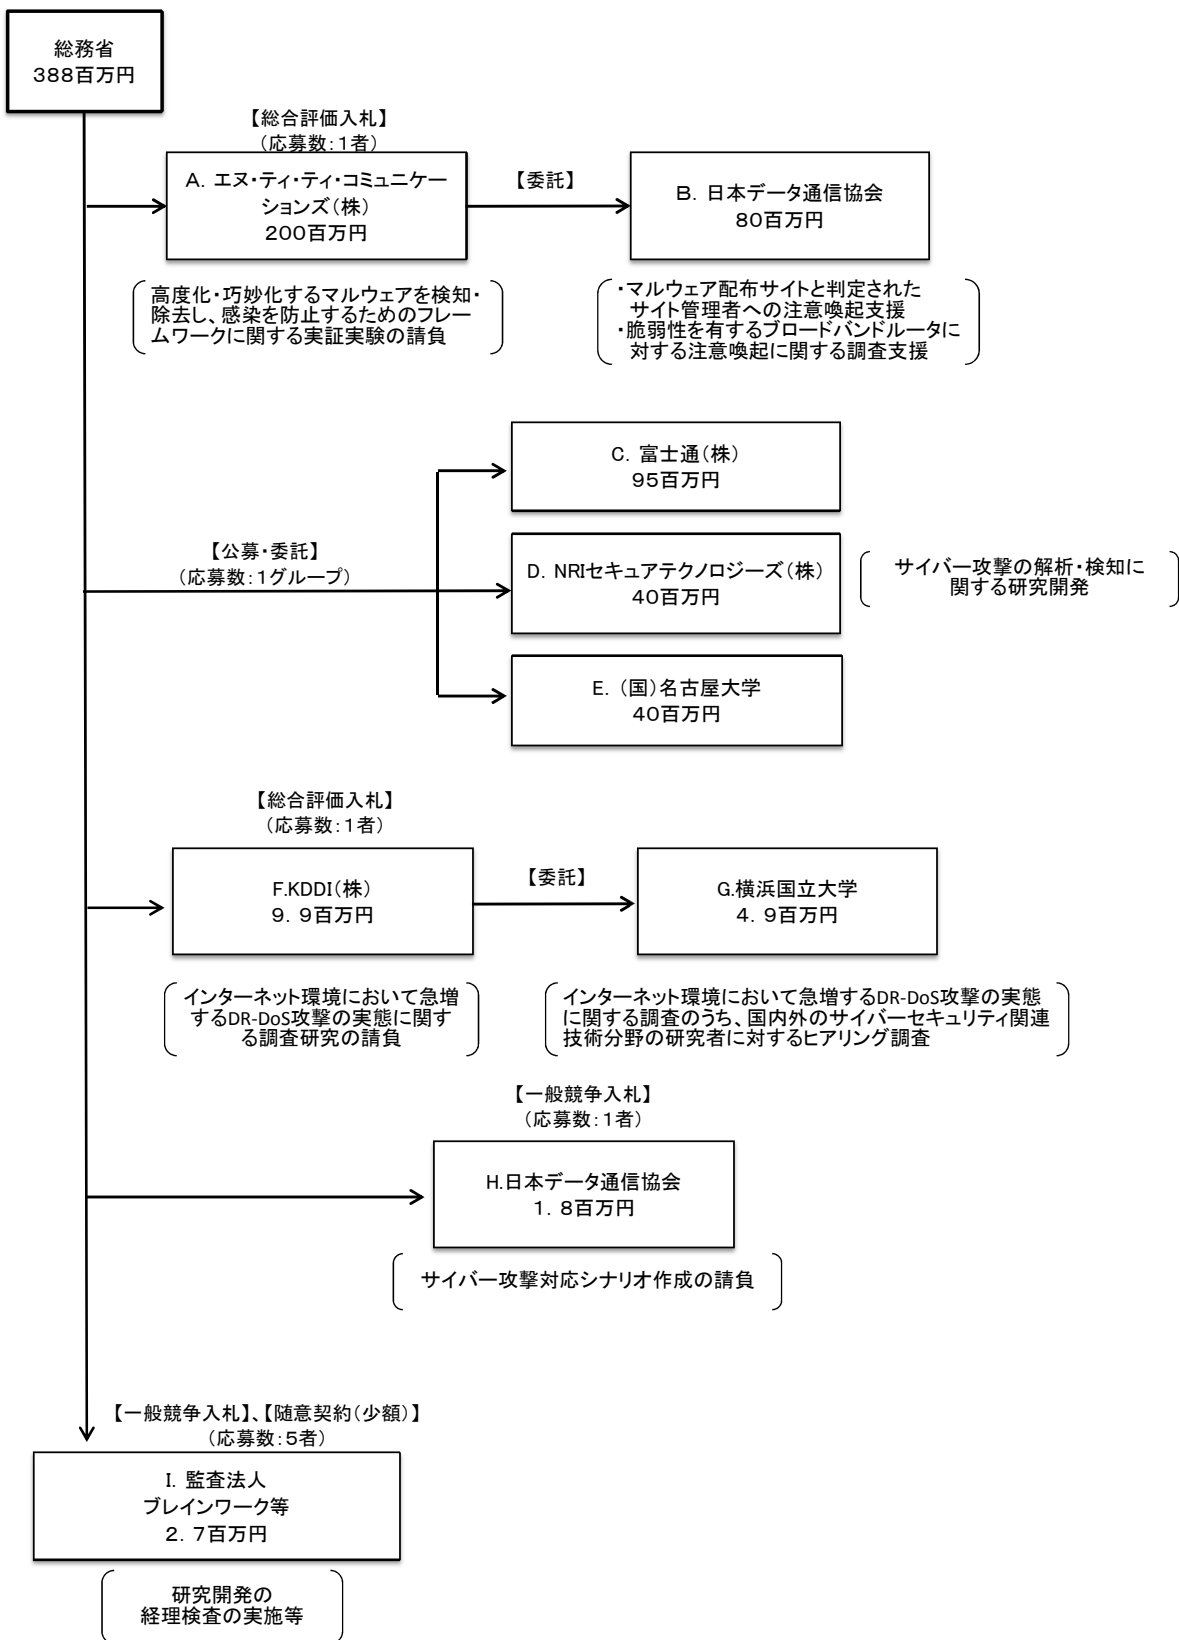 総務省
388百万円
【総合評価入札】
（応募数：1者）
A．エヌ・ティ・ティ・コミュニケー
ションズ（株）
200百万円
【委託】
B．日本データ通信協会
80百万円
高度化・巧妙化するマルウェアを検知・
除去し、感染を防止するためのフレー
ムワークに関する実証実験の請負
・マルウェア配布サイトと判定された
サイト管理者への注意喚起支援
・脆弱性を有するブロードバンドルータに
対する注意喚起に関する調査支援
C．富士通（株）
95百万円
【公募・委託】
（応募数：1グループ）
D．NRIセキュアテクノロジーズ（株）
40百万円
サイバー攻撃の解析・検知に
関する研究開発
E．（国）名古屋大学
40百万円
【総合評価入札】
（応募数：1者）
F.KDDI（株）
9．9百万円
【委託】
G.横浜国立大学
4．9百万円
インターネット環境において急増
するDR-DoS攻撃の実態に関す
る調査研究の請負
インターネット環境において急増するDR-DoS攻撃の実態
に関する調査のうち、国内外のサイバーセキュリティ関連
技術分野の研究者に対するヒアリング調査
【一般競争入札】
（応募数：1者）
H.日本データ通信協会
1．8百万円
サイバー攻撃対応シナリオ作成の請負
【一般競争入札】、【随意契約（少額）】
（応募数：5者）
I．監査法人
ブレインワーク等
2．7百万円
研究開発の
経理検査の実施等